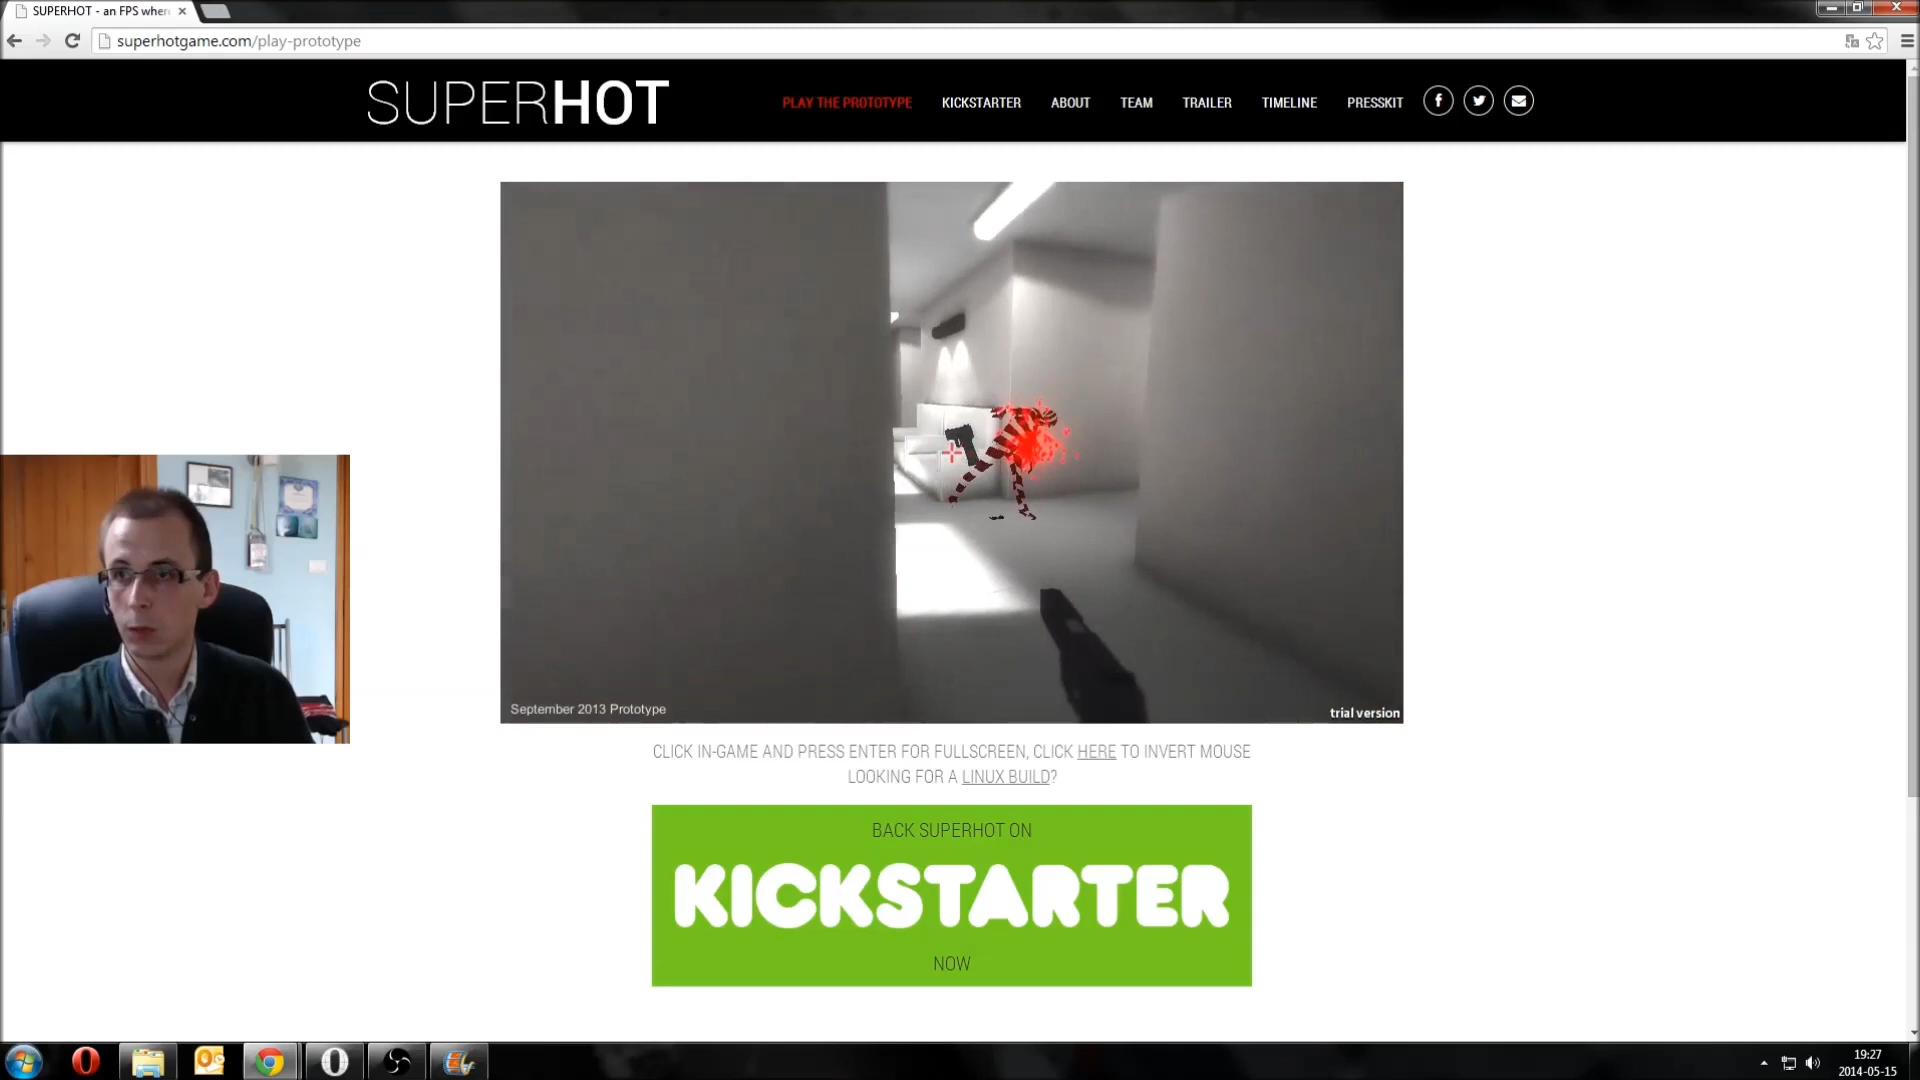 SUPERHOT - an FPS wher
superhotgame.com/play-prototype
SUPERHOT
PLAY THE PROTOTYPE
KICKSTARTER
ABOUT
TEAM
TRAILER
TIMELINE
PRESSKIT
September 2013 Prototype
trial version
CLICK IN-GAME AND PRESS ENTER FOR FULLSCREEN, CLICK HERE TO INVERT MOUSE
LOOKING FOR A LINUX BUILD?
BACK SUPERHOT ON
KICKSTARTER
NOW
19:27
2014-05-15